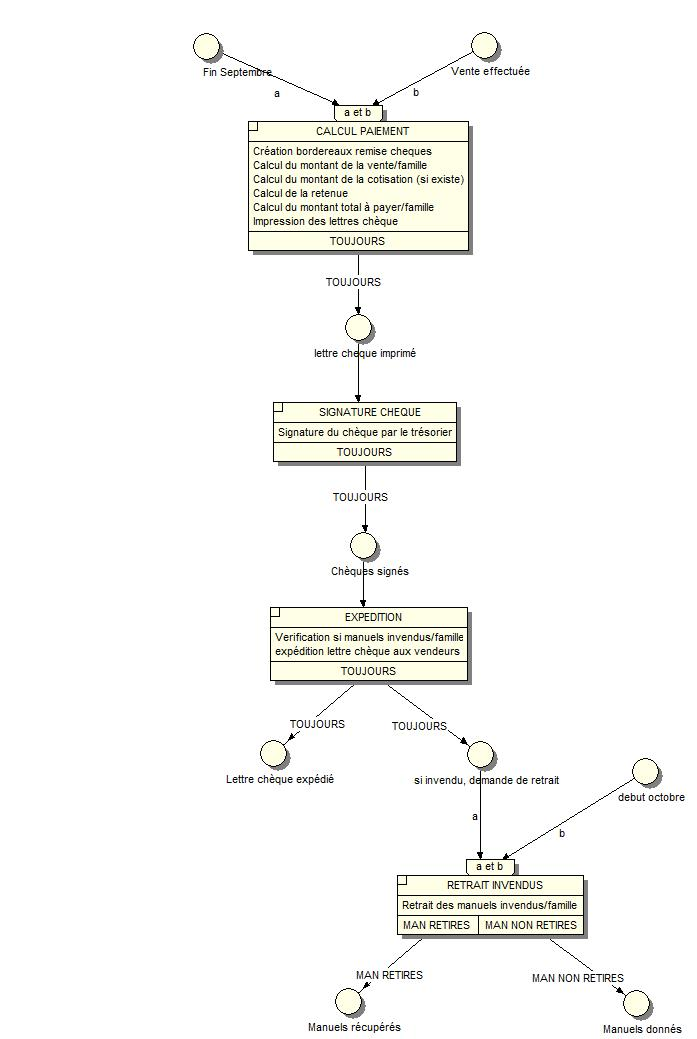 Fin Septembre
Vente effectuée
a
b
a et b
CALCUL PAIEMENT
Création bordereaux remise cheques
Calcul du montant de la vente/famille
Calcul du montant de la cotisation (si existe)
Calcul de la retenue
Calcul du montant total à payer/famille
Impression des lettres chèque
TOUJOURS
TOUJOURS
lettre cheque imprimé
SIGNATURE CHEQUE
Signature du chèque par le trésorier
TOUJOURS
TOUJOURS
Chèques signés
EXPEDITION
Verification si manuels invendus/famille
expédition lettre chèque aux vendeurs
TOUJOURS
TOUJOURS
TOUJOURS
Lettre chèque expédié
si invendu, demande de retrait
debut octobre
a
b
a et b
RETRAIT INVENDUS
Retrait des manuels invendus/famille
MAN RETIRES
MAN NON RETIRES
MAN RETIRES
MAN NON RETIRES
Manuels récupérés
Manuels donnés